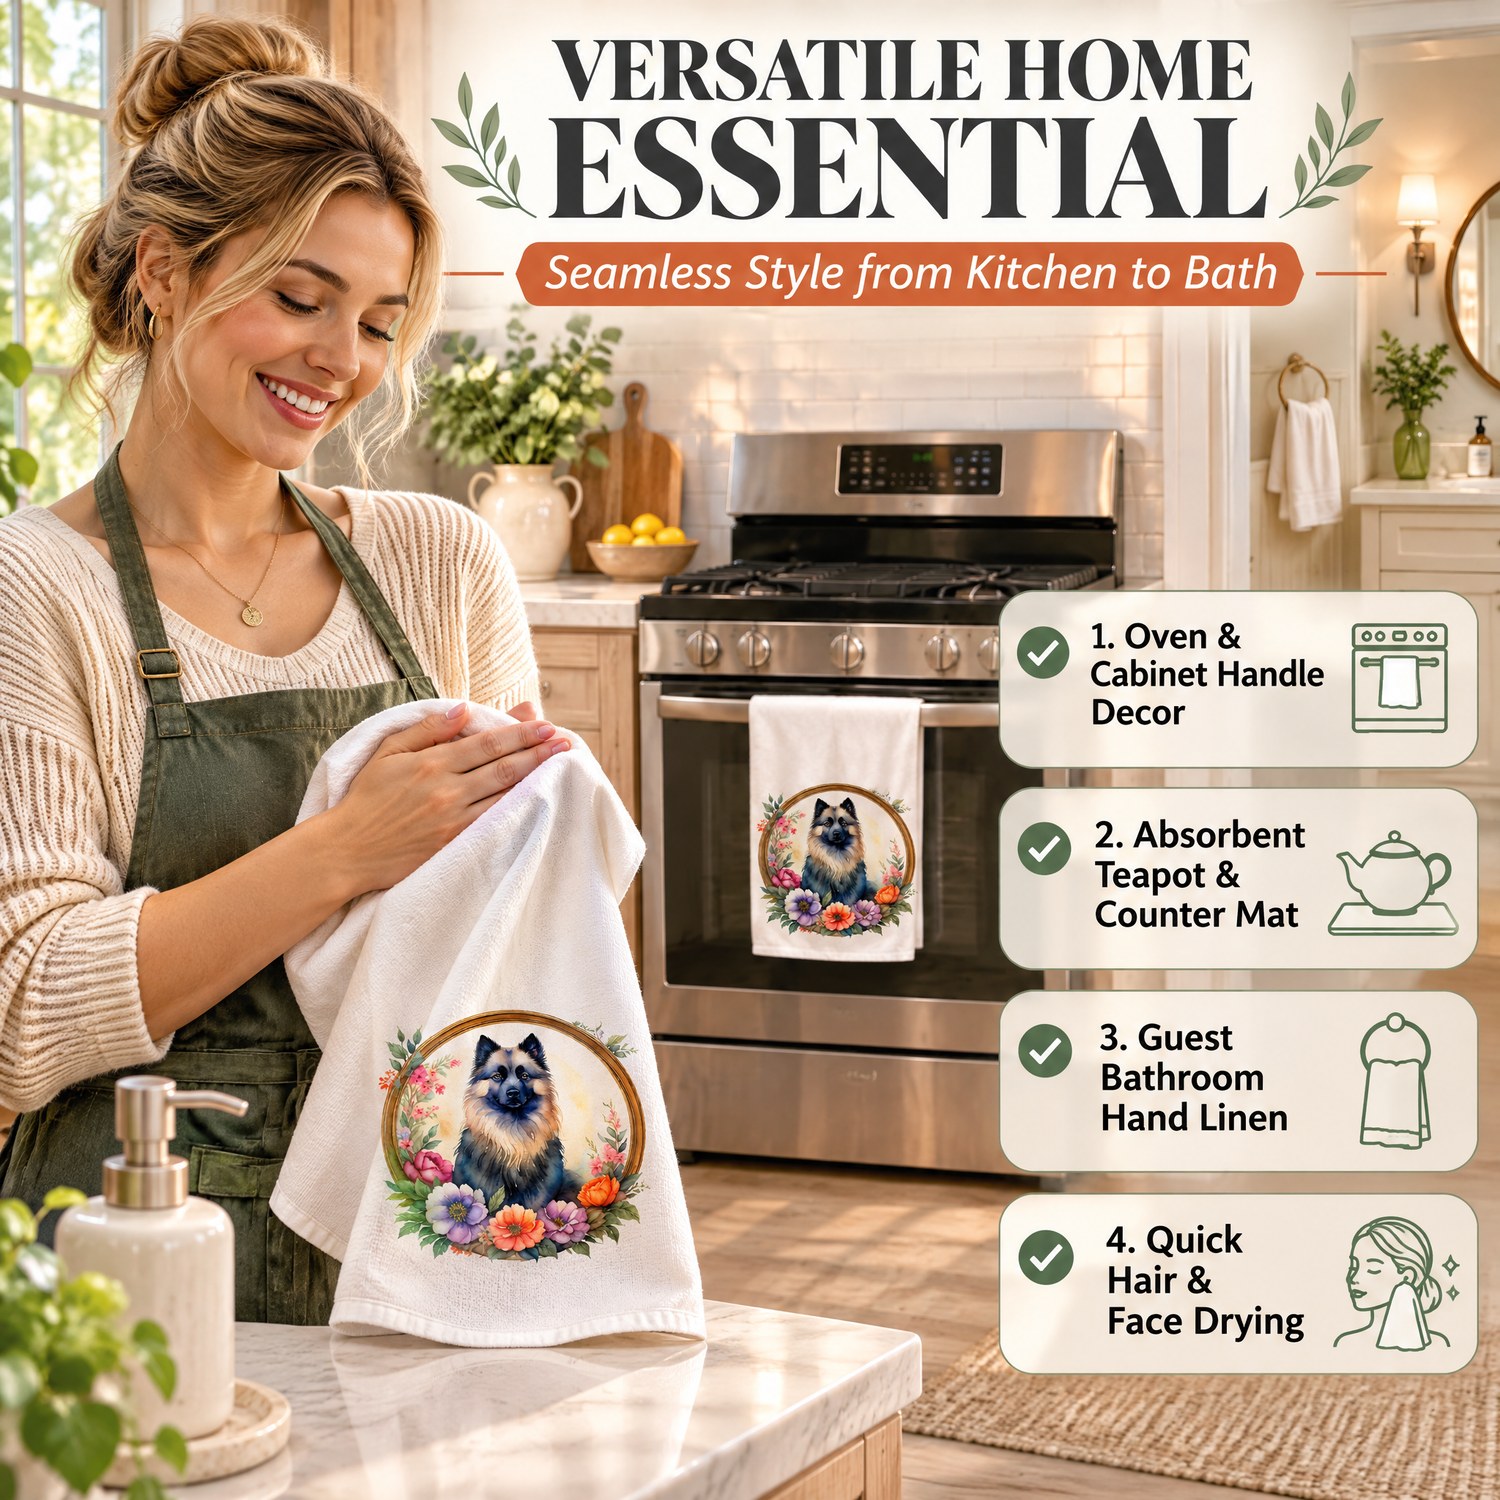 VERSATILE HOME
ESSENTIAL
Seamless Style from Kitchen to Bath
1. Oven &
Cabinet Handle
Decor
2. Absorbent
Teapot &
Counter Mat
3. Guest
Bathroom
Hand Linen
4. Quick
Hair &
Face Drying